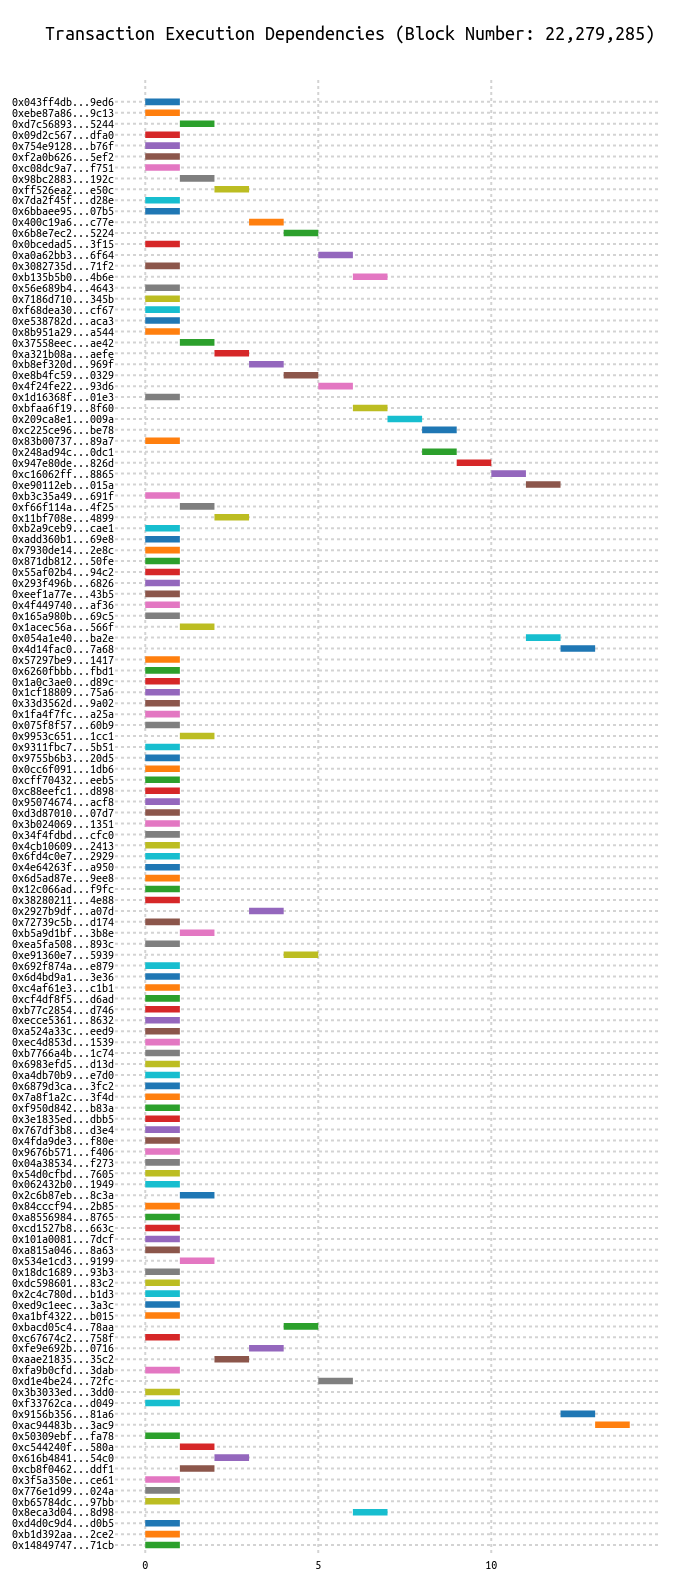 Transaction Execution Dependencies (Block Number: 22,279,285)
0x043ff4db...9ed6
0xebe87a86...9c13
0xd7c56893...5244
0x09d2c567...dfa0
0x754e9128...b76f
0xf2a0b626...5ef2
0xc08dc9a7...f751
0x98bc2883...192c
0xff526ea2...e50c
0x7da2f45f...d28e
0x6bbaee95...07b5
0x400c19a6...c77e
0x6b8e7ec2...5224
0x0bcedad5...3f15
0xa0a62bb3...6f64
0x3082735d...71f2
0xb135b5b0...4b6e
0x56e689b4...4643
0x7186d710...345b
0xf68dea30...cf67
0xe538782d...aca3
0x8b951a29...a544
0x37558eec...ae42
0xa321b08a...aefe
0xb8ef320d...969f
0xe8b4fc59...0329
0x4f24fe22...93d6
0x1d16368f...01e3
0xbfaa6f19...8f60
0x209ca8e1...009a
0xc225ce96...be78
0x83b00737...89a7
0x248ad94c...0dc1
0x947e80de...826d
0xc16062ff...8865
0xe90112eb...015a
0xb3c35a49...691f
0xf66f114a...4f25
0x11bf708e...4899
0xb2a9ceb9...cae1
0xadd360b1...69e8
0x7930de14...2e8c
0x871db812...50fe
0x55af02b4...94c2
0x293f496b...6826
0xeef1a77e...43b5
0x4f449740...af36
0x165a980b...69c5
0x1acec56a...566f
0x054a1e40...ba2e
0x4d14fac0...7a68
0x57297be9...1417
0x6260fbbb...fbd1
0x1a0c3ae0...d89c
0x1cf18809...75a6
0x33d3562d...9a02
0x1fa4f7fc...a25a
0x075f8f57...60b9
0x9953c651...1cc1
0x9311fbc7...5b51
0x9755b6b3...20d5
0x0cc6f091...1db6
0xcff70432...eeb5
0xc88eefc1...d898
0x95074674...acf8
0xd3d87010...07d7
0x3b024069...1351
0x34f4fdbd...cfc0
0x4cb10609...2413
0x6fd4c0e7...2929
0x4e64263f...a950
0x6d5ad87e...9ee8
0x12c066ad...f9fc
0x38280211...4e88
0x2927b9df...a07d
0x72739c5b...d174
0xb5a9d1bf...3b8e
0xea5fa508...893c
0xe91360e7...5939
0x692f874a...e879
0x6d4bd9a1...3e36
0xc4af61e3...c1b1
0xcf4df8f5...d6ad
0xb77c2854...d746
0xecce5361...8632
0xa524a33c...eed9
0xec4d853d...1539
0xb7766a4b...1c74
0x6983efd5...d13d
0xa4db70b9...e7d0
0x6879d3ca...3fc2
0x7a8f1a2c...3f4d
0xf950d842...b83a
0x3e1835ed...dbb5
0x767df3b8...d3e4
0x4fda9de3...f80e
0x9676b571...f406
0x04a38534...f273
0x54d0cfbd...7605
0x062432b0...1949
0x2c6b87eb...8c3a
0x84cccf94...2b85
0xa8556984...8765
0xcd1527b8...663c
0x101a0081...7dcf
0xa815a046...8a63
0x534e1cd3...9199
0x18dc1689...93b3
0xdc598601...83c2
0x2c4c780d...b1d3
0xed9c1eec...3a3c
0xa1bf4322...b015
0xbacd05c4...78aa
0xc67674c2...758f
0xfe9e692b...0716
0xaae21835...35c2
0xfa9b0cfd...3dab
0xd1e4be24...72fc
0x3b3033ed...3dd0
0xf33762ca...d049
0x9156b356...81a6
0xac94483b...3ac9
0x50309ebf...fa78
0xc544240f...580a
0x616b4841...54c0
0xcb8f0462...ddf1
0x3f5a350e...ce61
0x776e1d99...024a
0xb65784dc...97bb
0x8eca3d04...8d98
0xd4d0c9d4...d0b5
0xb1d392aa...2ce2
0x14849747...71cb
0 5 10